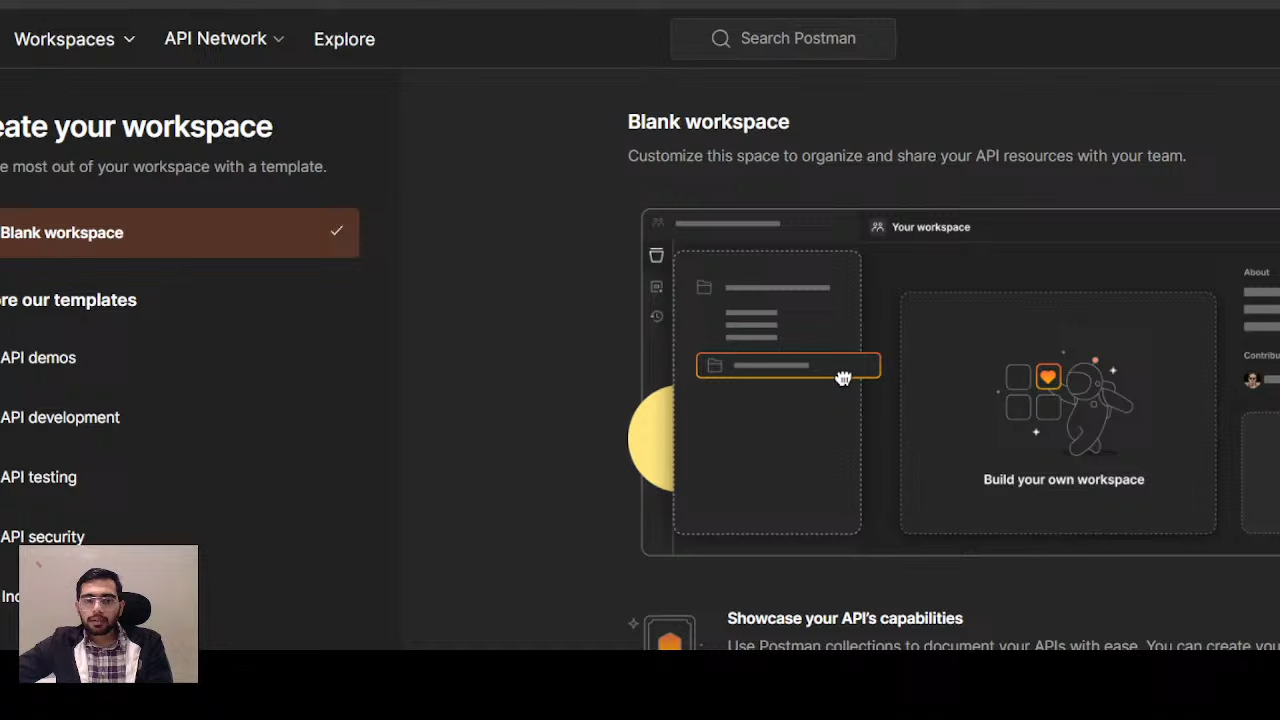 Workspaces
API Network
Explore
Search Postman
eate your workspace
e most out of your workspace with a template.
Blank workspace
re our templates
API demos
API development
API testing
API security
Blank workspace
Customize this space to organize and share your API resources with your team.
Your workspace
About
Build your own workspace
Showcase your API's capabilities
Use Postman collections to document your APIs with ease. You can create your